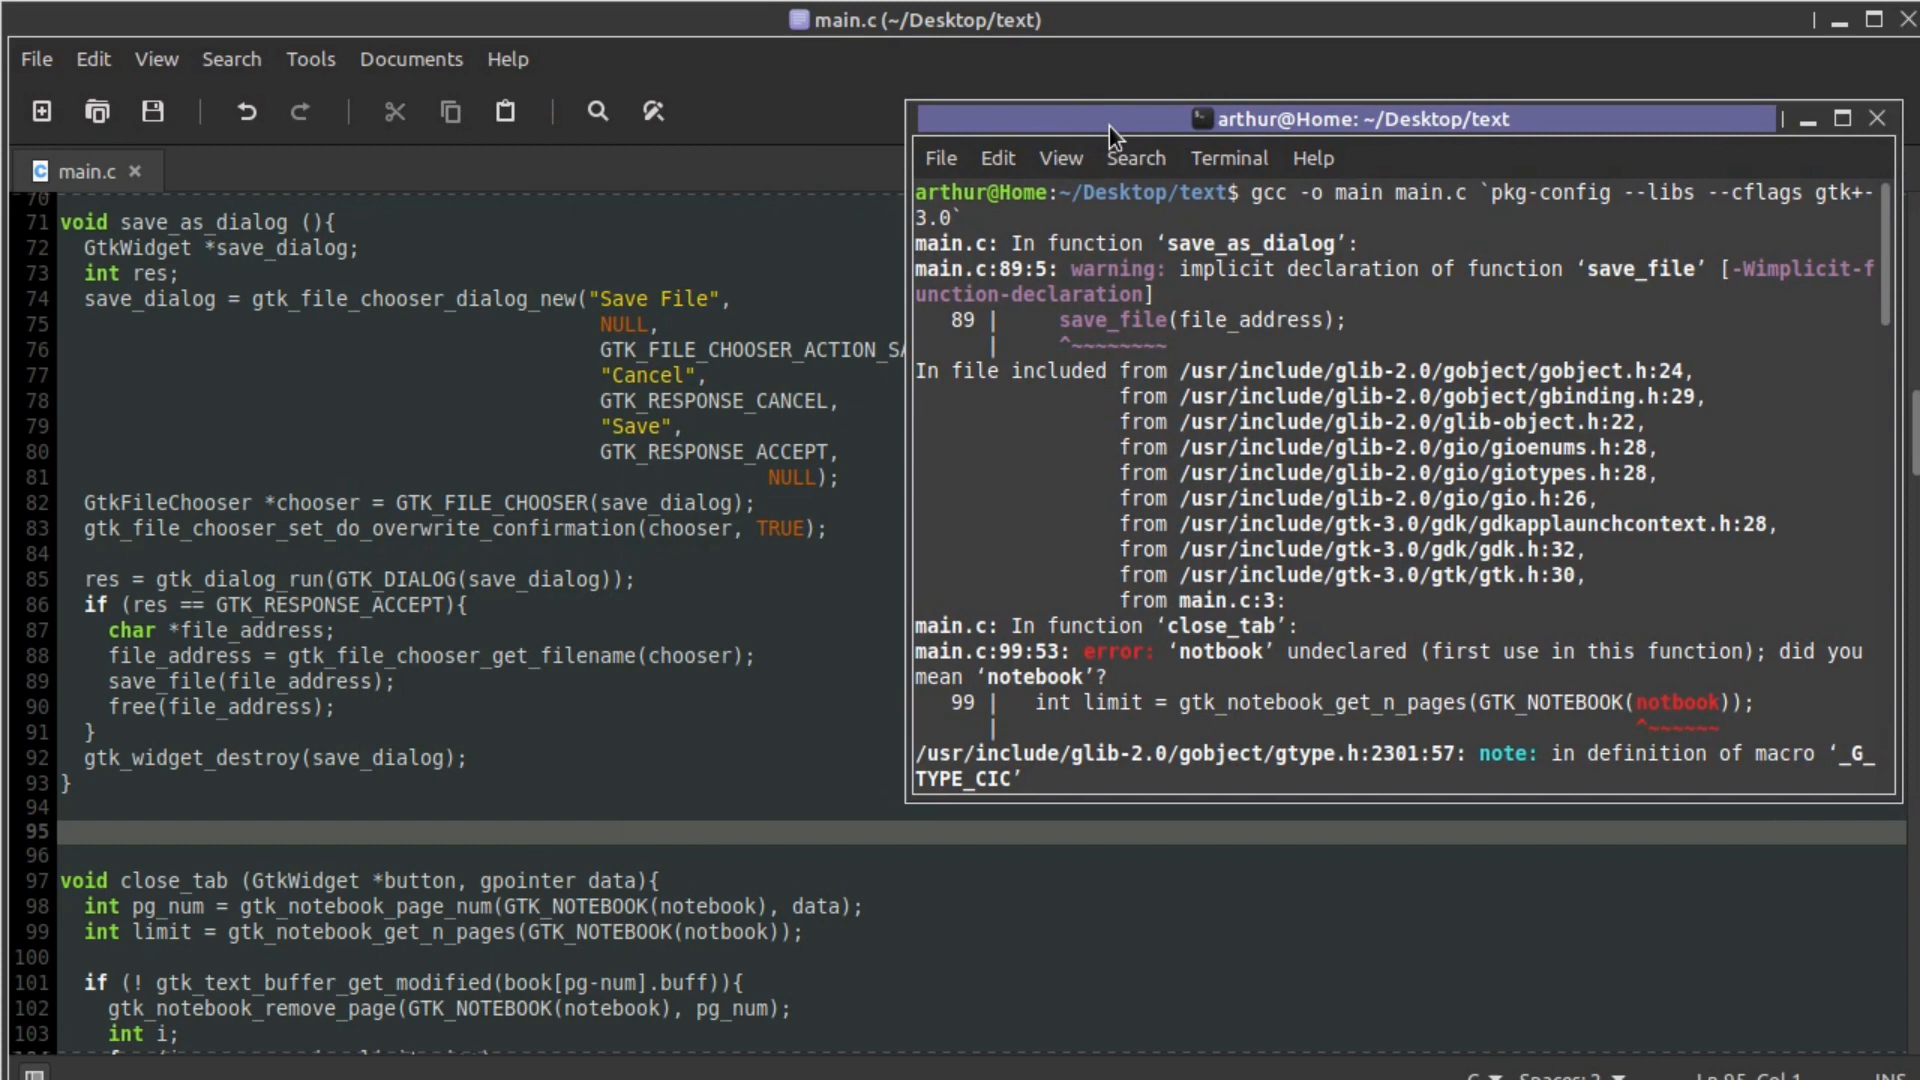 main.c (~/Desktop/text)
File Edit View Search Tools Documents Help
main.c
70
71 void save_as_dialog (){
72   GtkWidget *save_dialog;
73   int res;
74   save_dialog = gtk_file_chooser_dialog_new("Save File",
75 NULL,
76 GTK_FILE_CHOOSER_ACTION_SA
77 "Cancel",
78 GTK_RESPONSE_CANCEL,
79 "Save",
80 GTK_RESPONSE_ACCEPT,
81 NULL);
82   GtkFileChooser *chooser = GTK_FILE_CHOOSER(save_dialog);
83   gtk_file_chooser_set_do_overwrite_confirmation(chooser, TRUE);
84
85   res = gtk_dialog_run(GTK_DIALOG(save_dialog));
86   if (res == GTK_RESPONSE_ACCEPT){
87     char *file_address;
88     file_address = gtk_file_chooser_get_filename(chooser);
89     save_file(file_address);
90     free(file_address);
91   }
92   gtk_widget_destroy(save_dialog);
93 }
94
95
96
97 void close_tab (GtkWidget *button, gpointer data){
98   int pg_num = gtk_notebook_page_num(GTK_NOTEBOOK(notebook), data);
99   int limit = gtk_notebook_get_n_pages(GTK_NOTEBOOK(notbook));
100
101   if (! gtk_text_buffer_get_modified(book[pg-num].buff)){
102     gtk_notebook_remove_page(GTK_NOTEBOOK(notebook), pg_num);
103     int i;
arthur@Home: ~/Desktop/text
File Edit View Search Terminal Help
arthur@Home:~/Desktop/text$ gcc -o main main.c `pkg-config --libs --cflags gtk+-
3.0`
main.c: In function ‘save_as_dialog’:
main.c:89:5: warning: implicit declaration of function ‘save_file’ [-Wimplicit-f
unction-declaration]
89 |     save_file(file_address);
|     ^~~~~~~~~
In file included from /usr/include/glib-2.0/gobject/gobject.h:24,
from /usr/include/glib-2.0/gobject/gbinding.h:29,
from /usr/include/glib-2.0/glib-object.h:22,
from /usr/include/glib-2.0/gio/gioenums.h:28,
from /usr/include/glib-2.0/gio/giotypes.h:28,
from /usr/include/glib-2.0/gio/gio.h:26,
from /usr/include/gtk-3.0/gdk/gdkapplaunchcontext.h:28,
from /usr/include/gtk-3.0/gdk/gdk.h:32,
from /usr/include/gtk-3.0/gtk/gtk.h:30,
from main.c:3:
main.c: In function ‘close_tab’:
main.c:99:53: error: ‘notbook’ undeclared (first use in this function); did you
mean ‘notebook’?
99 |   int limit = gtk_notebook_get_n_pages(GTK_NOTEBOOK(notbook));
|                                                     ^~~~~~~
/usr/include/glib-2.0/gobject/gtype.h:2301:57: note: in definition of macro ‘_G_
TYPE_CIC’